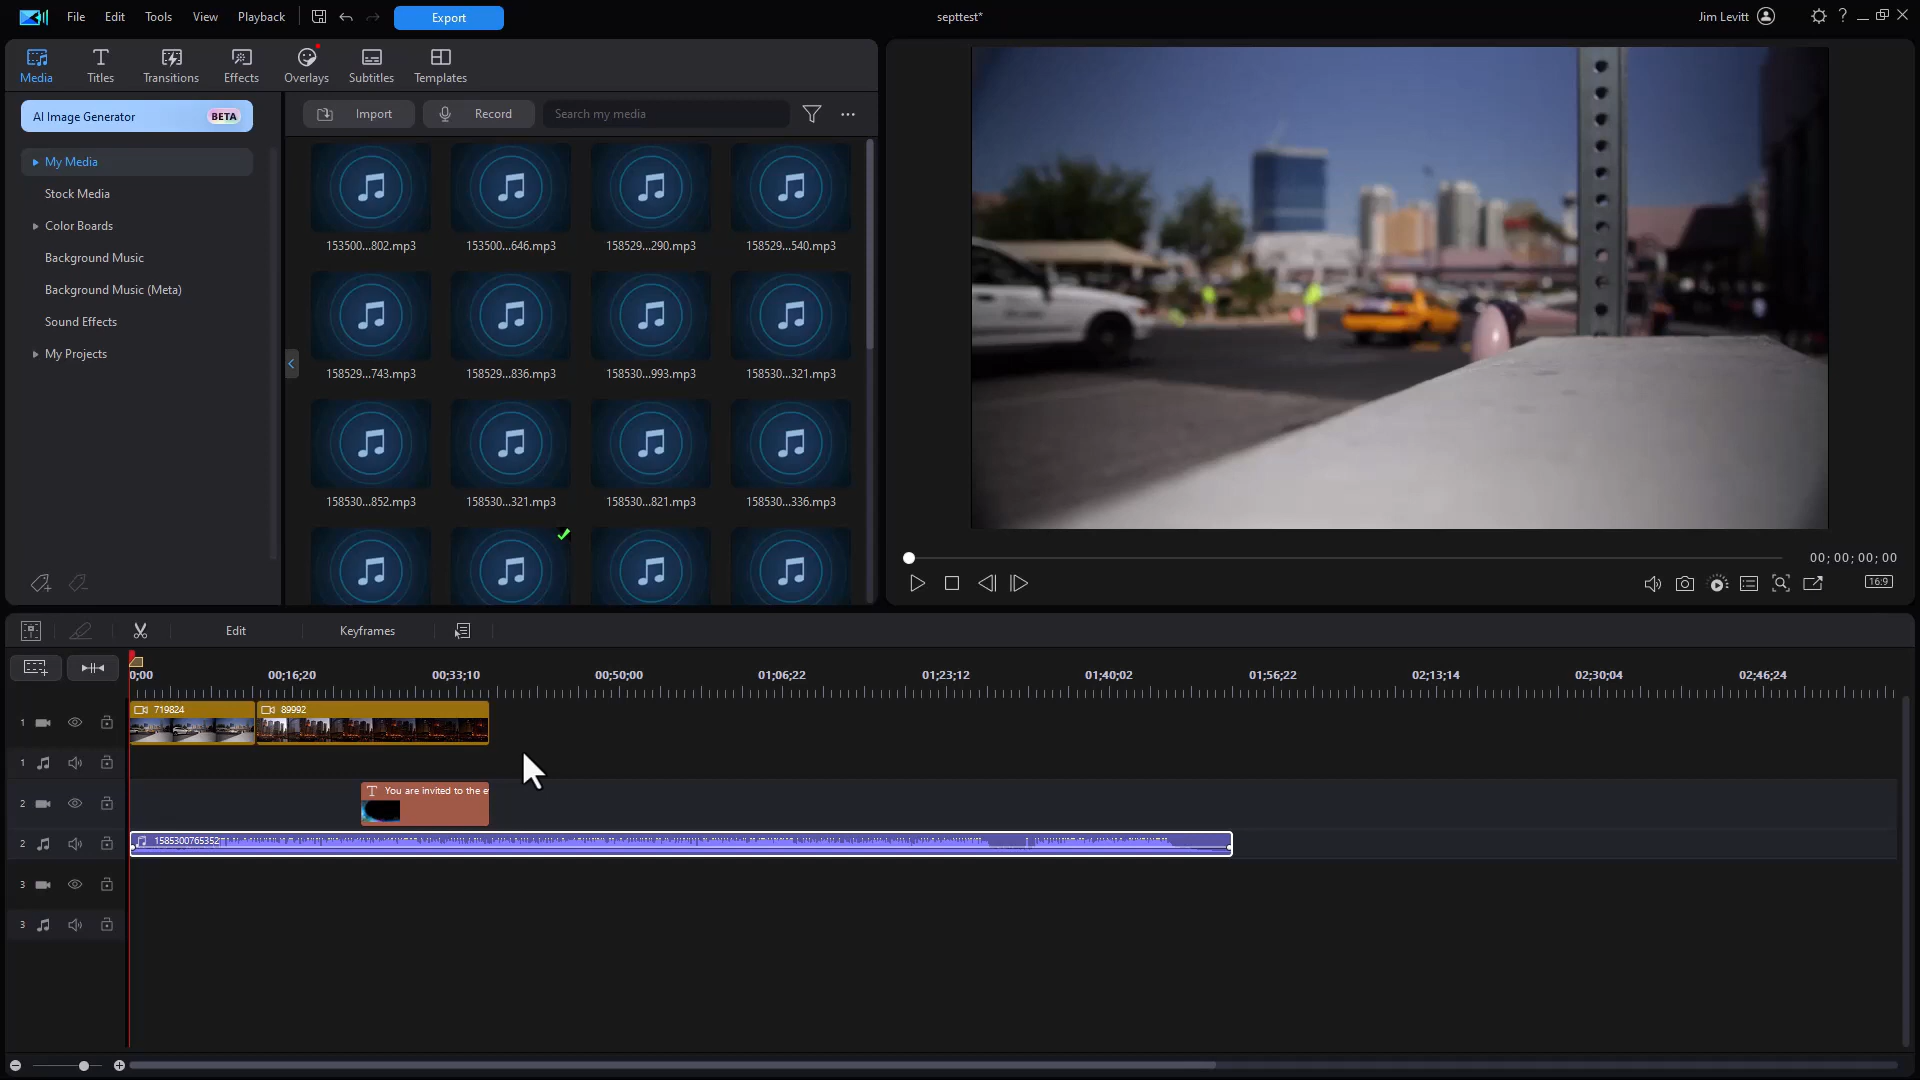 File Edit Tools View Playback Export septtest* Jim Levitt ?
Media Titles Transitions Effects Overlays Subtitles Templates
AI Image Generator BETA
My Media
Stock Media
Color Boards
Background Music
Background Music (Meta)
Sound Effects
My Projects
Import Record Search my media ...
153500...802.mp3 153500...646.mp3 158529...290.mp3 158529...540.mp3
158529...743.mp3 158529...836.mp3 158530...993.mp3 158530...321.mp3
158530...852.mp3 158530...321.mp3 158530...821.mp3 158530...336.mp3
00; 00; 00; 00
16:9
Edit Keyframes
0;00 00;16;20 00;33;10 00;50;00 01;06;22 01;23;12 01;40;02 01;56;22 02;13;14 02;30;04 02;46;24
1 719824 89992
1
2 T You are invited to the e
2 1585300765352
3
3